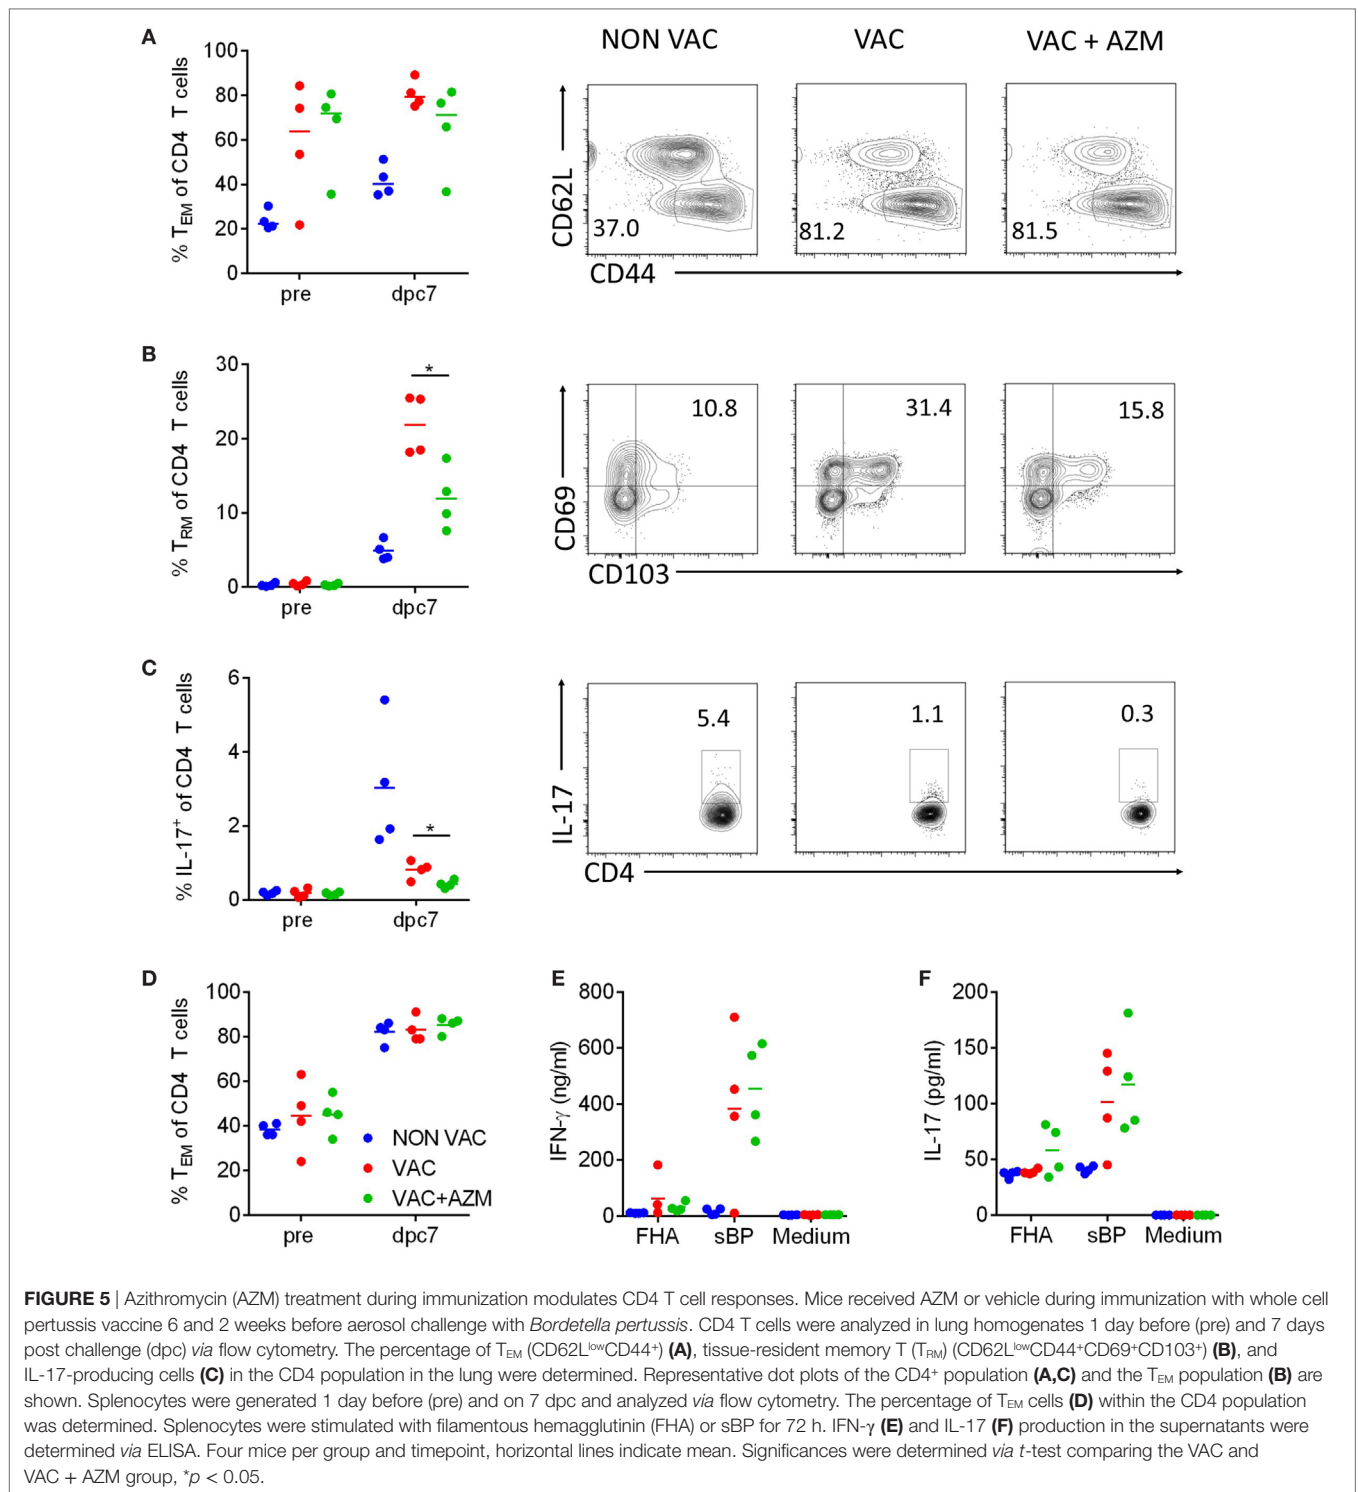 A
% TEM of CD4 T cells
100
80
60
40
20
0
pre
dpc7
NON VAC
VAC
VAC + AZM
CD62L
37.0
81.2
81.5
CD44
B
% TRM of CD4 T cells
30
20
10
0
*
pre
dpc7
CD69
10.8
31.4
15.8
CD103
C
% IL-17+ of CD4 T cells
6
4
2
0
*
pre
dpc7
IL-17
5.4
1.1
0.3
CD4
D
% TEM of CD4 T cells
100
80
60
40
20
0
NON VAC
VAC
VAC+AZM
pre
dpc7
E
IFN-γ (ng/ml)
800
600
400
200
0
FHA
sBP
Medium
F
IL-17 (pg/ml)
200
150
100
50
0
FHA
sBP
Medium
FIGURE 5 | Azithromycin (AZM) treatment during immunization modulates CD4 T cell responses. Mice received AZM or vehicle during immunization with whole cell
pertussis vaccine 6 and 2 weeks before aerosol challenge with Bordetella pertussis. CD4 T cells were analyzed in lung homogenates 1 day before (pre) and 7 days
post challenge (dpc) via flow cytometry. The percentage of TEM (CD62LlowCD44+) (A), tissue-resident memory T (TRM) (CD62LlowCD44+CD69+CD103+) (B), and
IL-17-producing cells (C) in the CD4 population in the lung were determined. Representative dot plots of the CD4+ population (A,C) and the TEM population (B) are
shown. Splenocytes were generated 1 day before (pre) and on 7 dpc and analyzed via flow cytometry. The percentage of TEM cells (D) within the CD4 population
was determined. Splenocytes were stimulated with filamentous hemagglutinin (FHA) or sBP for 72 h. IFN-γ (E) and IL-17 (F) production in the supernatants were
determined via ELISA. Four mice per group and timepoint, horizontal lines indicate mean. Significances were determined via t-test comparing the VAC and
VAC + AZM group, *p < 0.05.